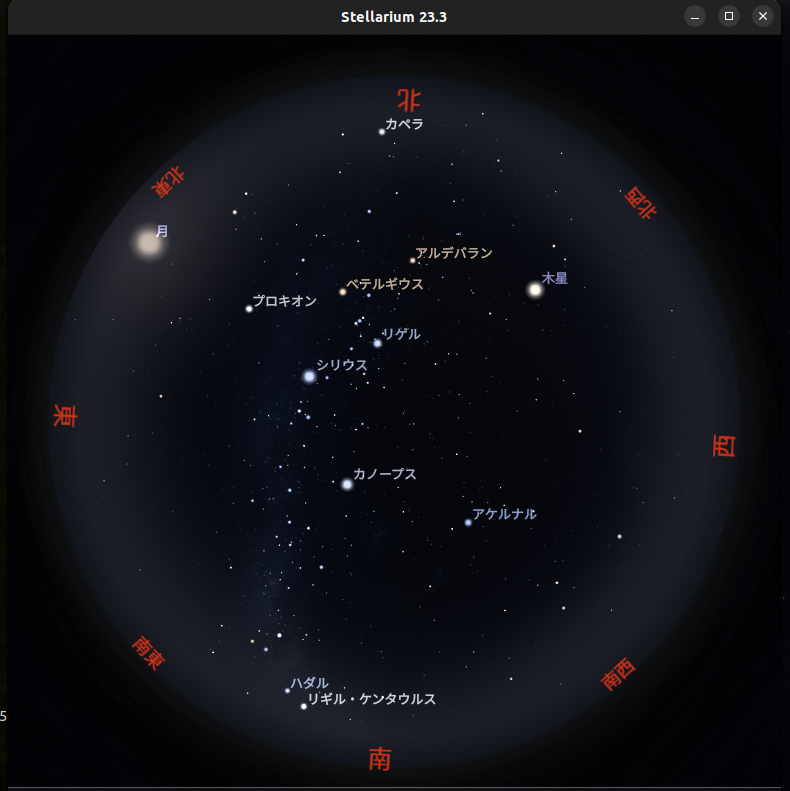 Stellarium 23.3
北
カペラ
北東
北西
月
アルデバラン
木星
ベテルギウス
プロキオン
リゲル
シリウス
東
西
カノープス
アケルナル
南東
南西
ハダル
リギル・ケンタウルス
5
南